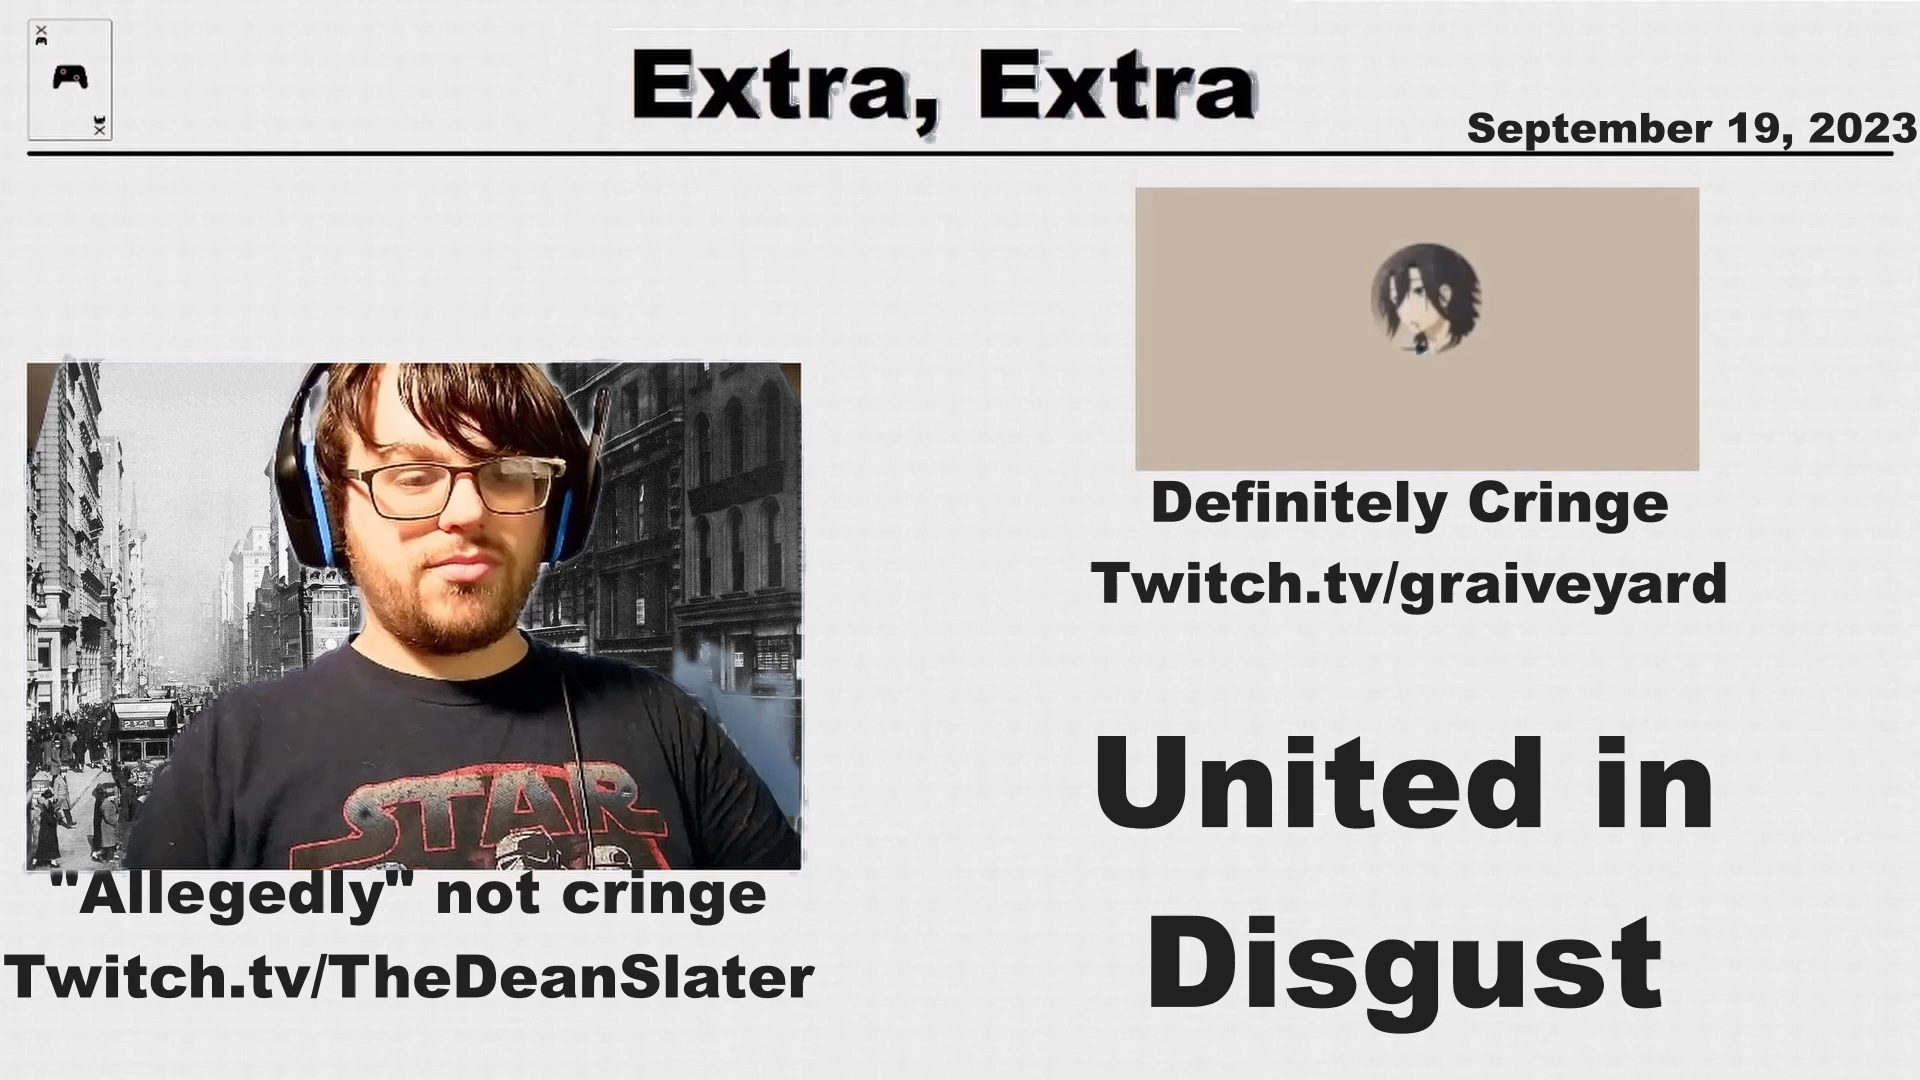 X
Extra, Extra
X
September 19, 2023
Definitely Cringe
Twitch.tv/graiveyard
STAR
"Allegedly" not cringe
Twitch.tv/TheDeanSlater
United in
Disgust